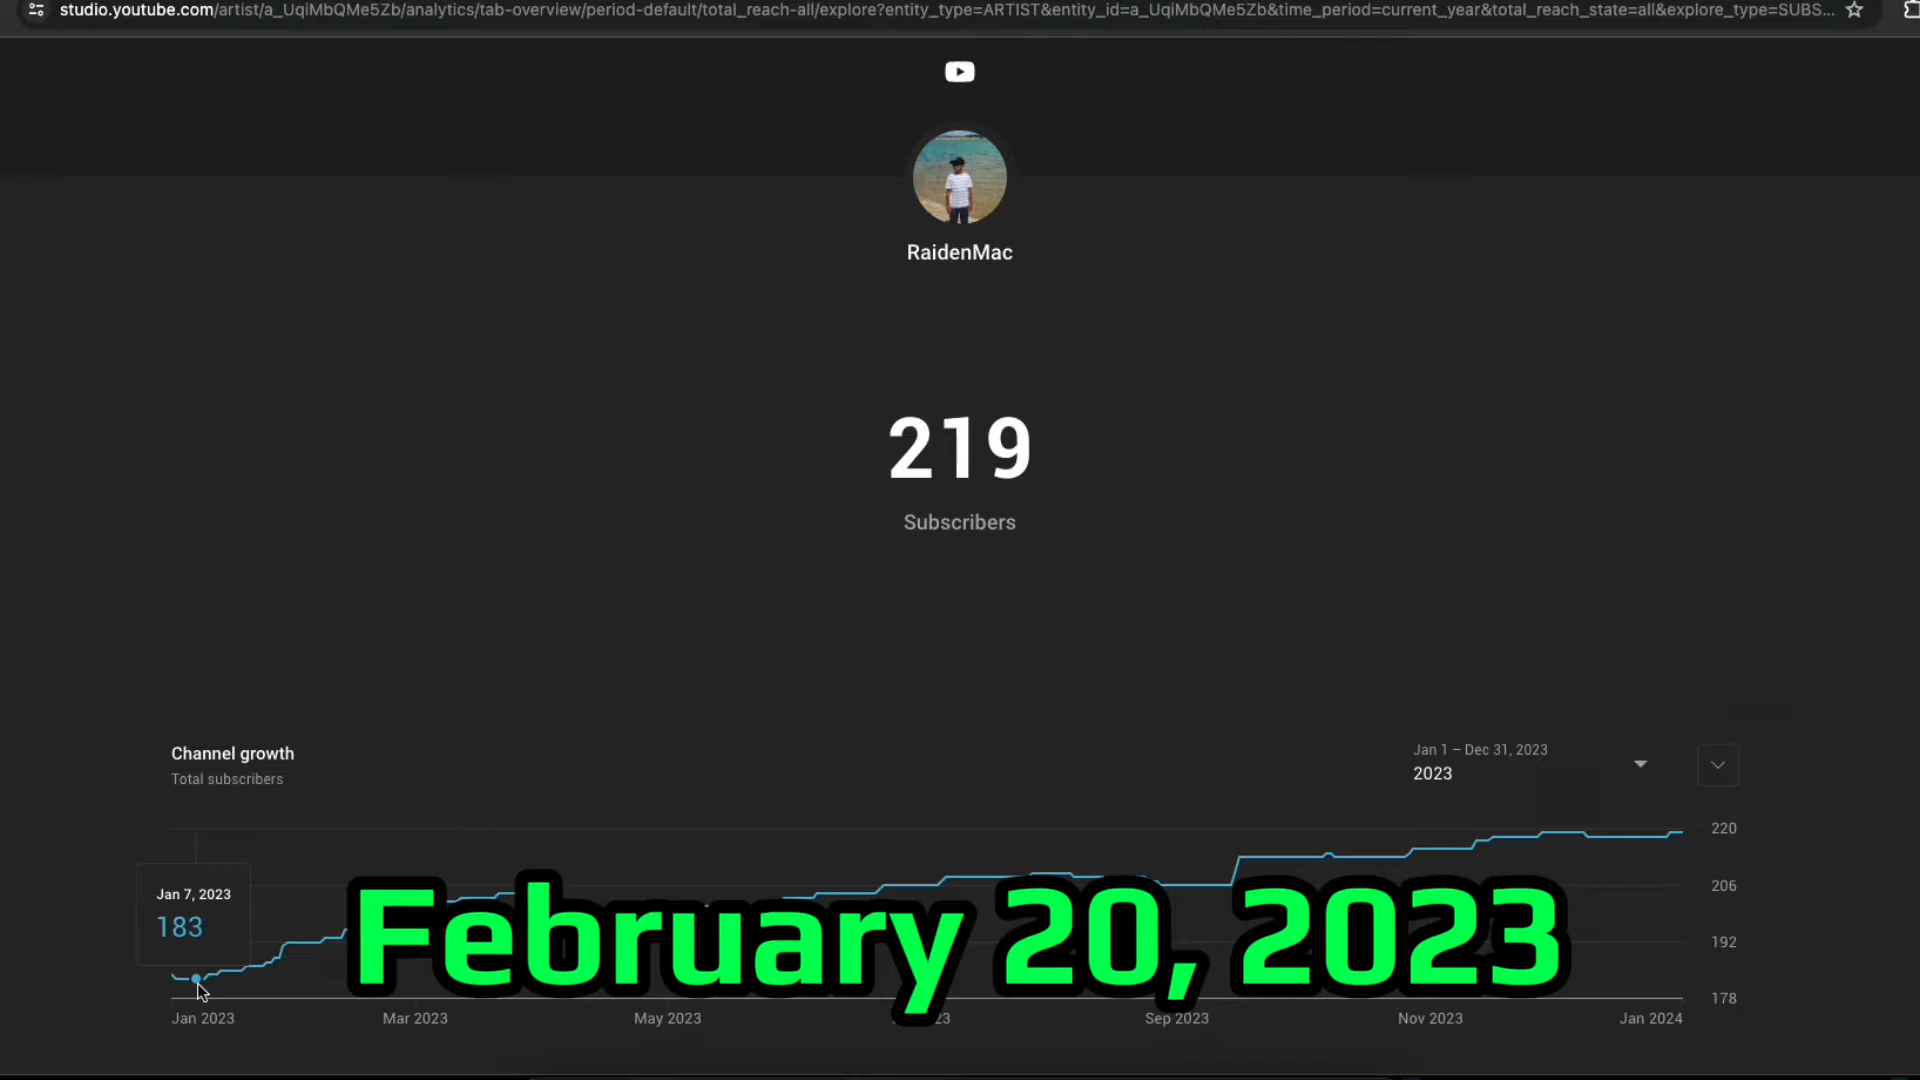 studio.youtube.com/artist/a_UqiMbQMe5Zb/analytics/tab-overview/period-default/total_reach-all/explore?entity_type=ARTIST&entity_id=a_UqiMbQMe5Zb&time_period=current_year&total_reach_state=all&explore_type=SUBS...
RaidenMac
219
Subscribers
Channel growth
Total subscribers
Jan 1 – Dec 31, 2023
2023
220
206
192
178
Jan 7, 2023
183
February 20, 2023
Jan 2023
Mar 2023
May 2023
Sep 2023
Nov 2023
Jan 2024